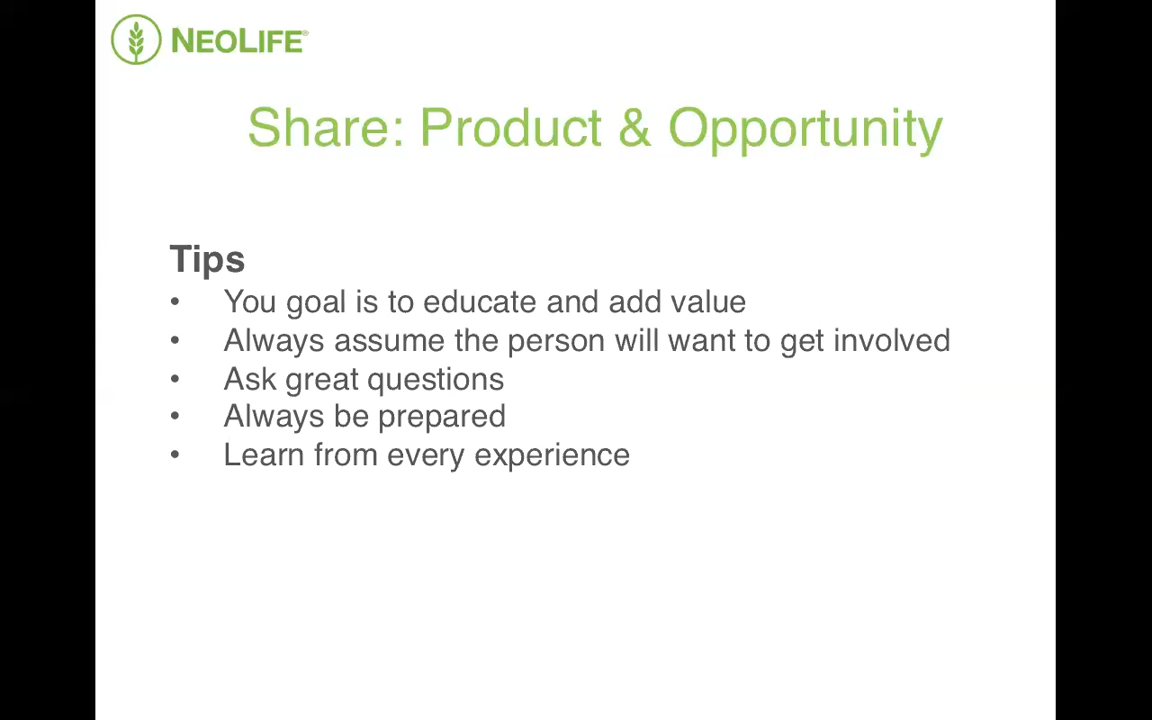 NEOLIFE®
Share: Product & Opportunity
Tips
• You goal is to educate and add value
• Always assume the person will want to get involved
• Ask great questions
• Always be prepared
• Learn from every experience